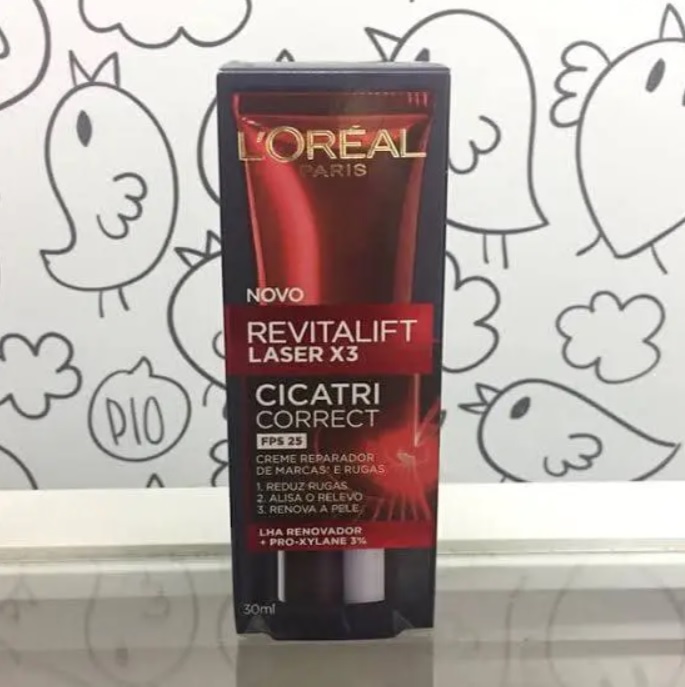 L'ORÉAL
PARIS
NOVO
REVITALIFT
LASER X3
CICATRI
CORRECT
FPS 25
CREME REPARADOR
DE MARCAS¹ E RUGAS
1. REDUZ RUGAS
2. ALISA O RELEVO
3. RENOVA A PELE
LHA RENOVADOR
+ PRO-XYLANE 3%
30ml
PIO